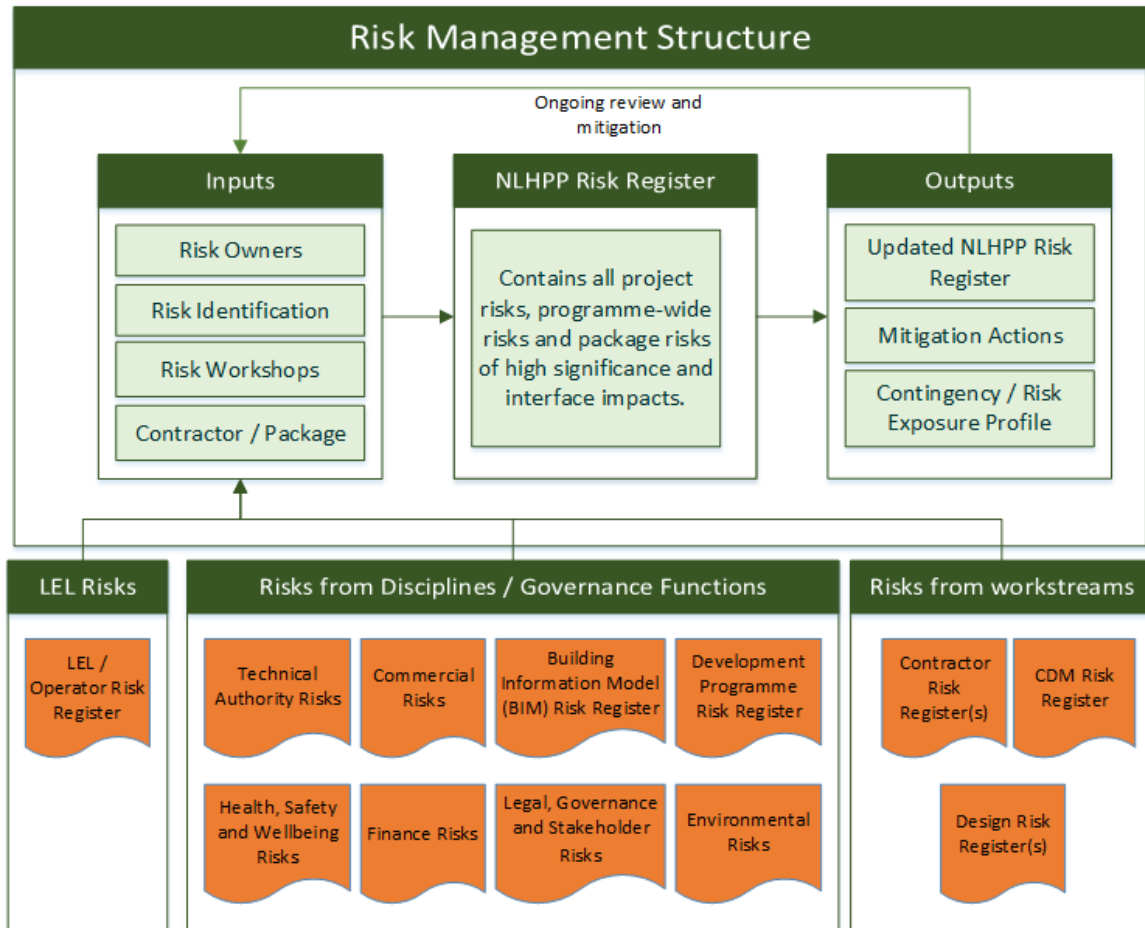 Risk Management Structure
Ongoing review and
mitigation
Inputs
Risk Owners
Risk Identification
Risk Workshops
Contractor / Package
NLHPP Risk Register
Contains all project
risks, programme-wide
risks and package risks
of high significance and
interface impacts.
Outputs
Updated NLHPP Risk
Register
Mitigation Actions
Contingency / Risk
Exposure Profile
LEL Risks
LEL /
Operator Risk
Register
Risks from Disciplines / Governance Functions
Technical
Authority Risks
Commercial
Risks
Building
Information Model
(BIM) Risk Register
Development
Programme
Risk Register
Health, Safety
and Wellbeing
Risks
Finance Risks
Legal, Governance
and Stakeholder
Risks
Environmental
Risks
Risks from workstreams
Contractor
Risk
Register(s)
CDM Risk
Register
Design Risk
Register(s)